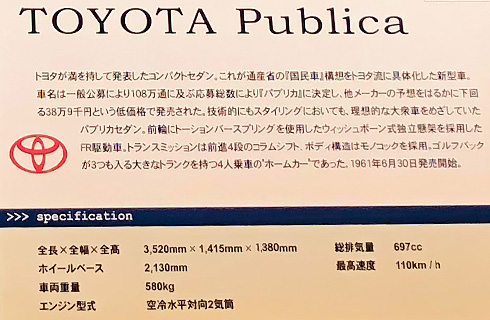 TOYOTA Publica
トヨタが満を持して発表したコンパクトセダン。これが通産省の『国民車』構想をトヨタ流に具体化した新型車。
車名は一般公募により108万通に及ぶ応募総数により『パブリカ』に決定し、他メーカーの予想をはるかに下回
る38万9千円という低価格で発売された。技術的にもスタイリングにおいても、理想的な大衆車をめざしていた
パブリカセダン。前輪にトーションバースプリングを使用したウィッシュボーン式独立懸架を採用した
FR駆動車。トランスミッションは前進4段のコラムシフト、ボディ構造はモノコックを採用。ゴルフバック
が3つも入る大きなトランクを持つ4人乗車の"ホームカー"であった。1961年6月30日発売開始。
>>> specification
全長×全幅×全高 3,520mm×1,415mm×1,380mm 総排気量 697cc
ホイールベース 2,130mm 最高速度 110km/h
車両重量 580kg
エンジン型式 空冷水平対向2気筒